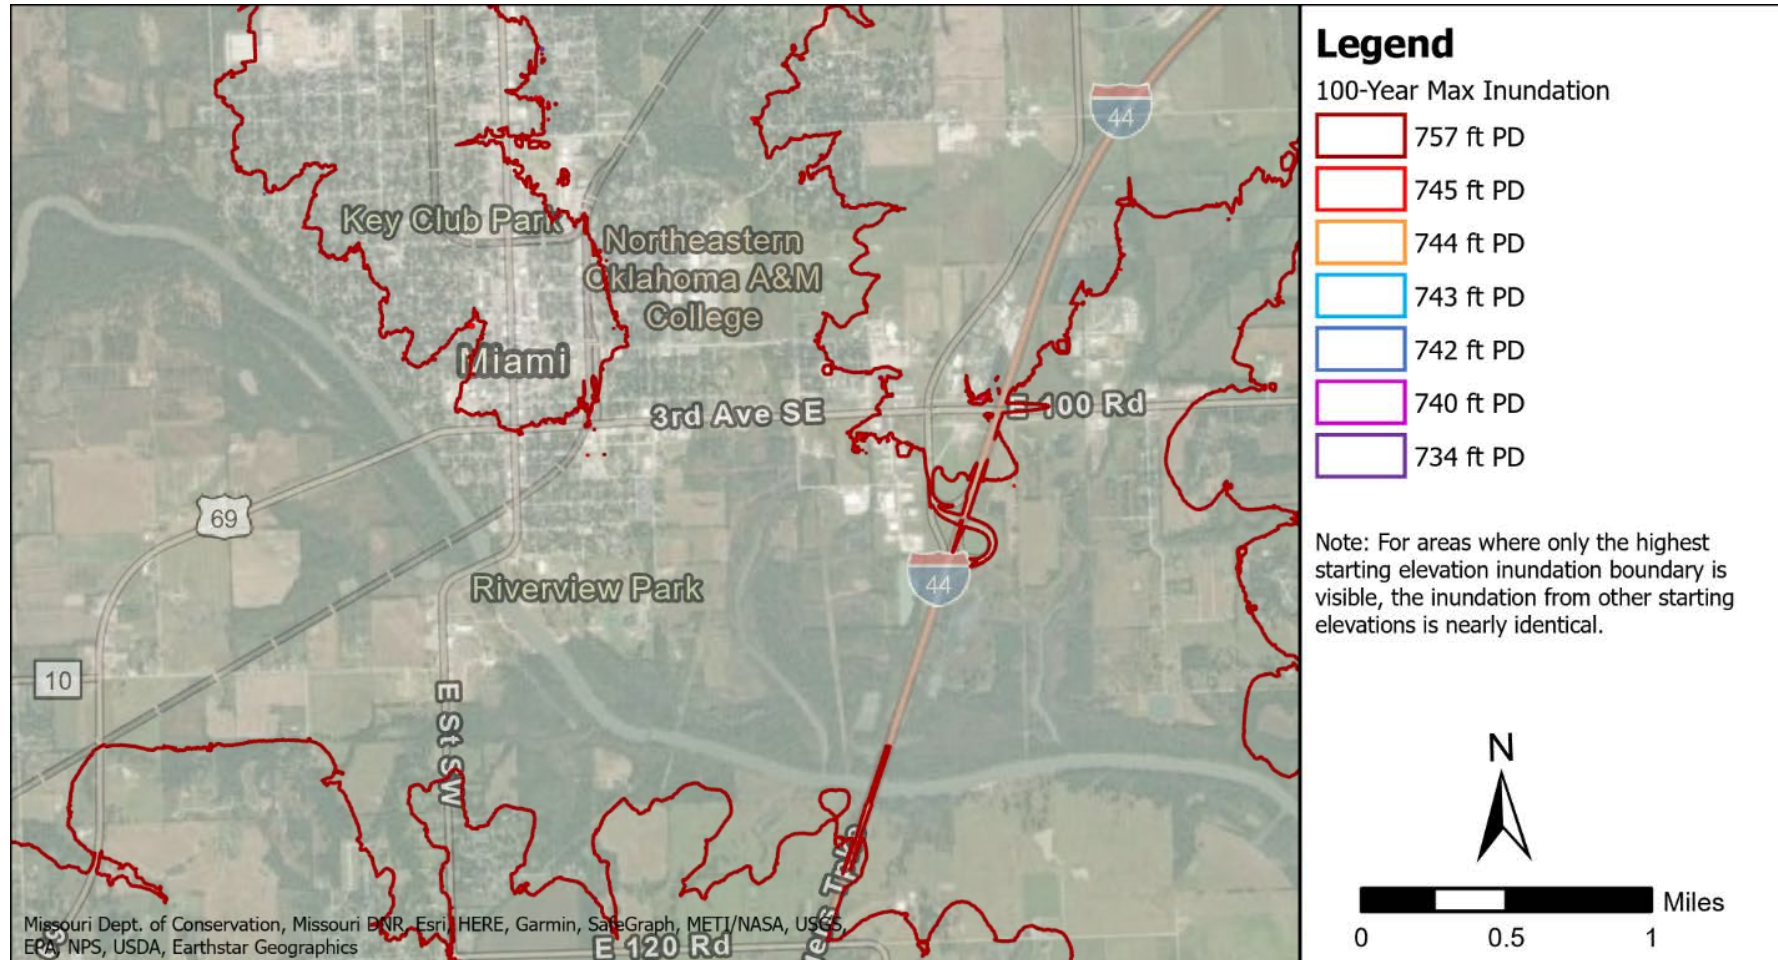 44
Key Club Park
Northeastern
Oklahoma A&M
College
Miami
3rd Ave SE
E 100 Rd
69
44
Riverview Park
10
E St SW
E 120 Rd
Missouri Dept. of Conservation, Missouri DNR, Esri, HERE, Garmin, SafeGraph, METI/NASA, USGS,
EPA, NPS, USDA, Earthstar Geographics
Legend
100-Year Max Inundation
757 ft PD
745 ft PD
744 ft PD
743 ft PD
742 ft PD
740 ft PD
734 ft PD
Note: For areas where only the highest
starting elevation inundation boundary is
visible, the inundation from other starting
elevations is nearly identical.
N
Miles
0 0.5 1